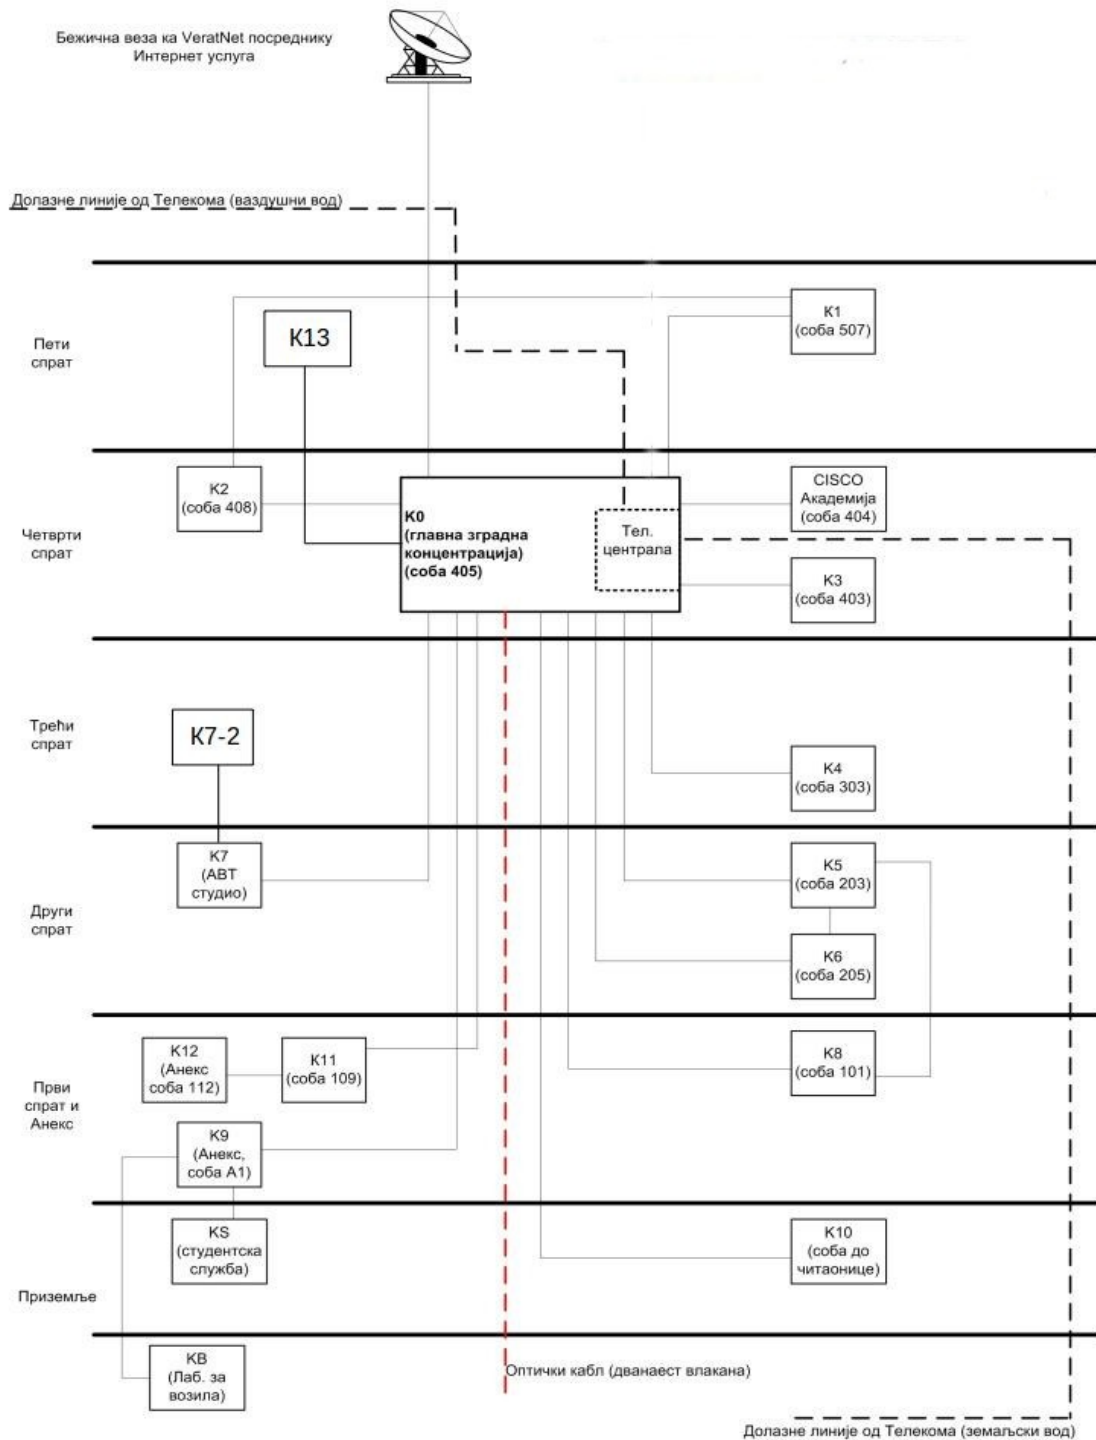 Бежична веза ка VeratNet посреднику
Интернет услуга
Долазне линије од Телекома (ваздушни вод)
Пети
спрат
К13
К1
(соба 507)
Четврти
спрат
К2
(соба 408)
К0
(главна зградна
концентрација)
(соба 405)
Тел.
централа
CISCO
Академија
(соба 404)
К3
(соба 403)
Трећи
спрат
К7-2
К4
(соба 303)
Други
спрат
К7
(АВТ
студио)
К5
(соба 203)
К6
(соба 205)
Први
спрат и
Анекс
К12
(Анекс
соба 112)
К11
(соба 109)
К8
(соба 101)
К9
(Анекс,
соба А1)
Приземље
KS
(студентска
служба)
К10
(соба до
читаонице)
КВ
(Лаб. за
возила)
Оптички кабл (дванаест влакана)
Долазне линије од Телекома (земаљски вод)